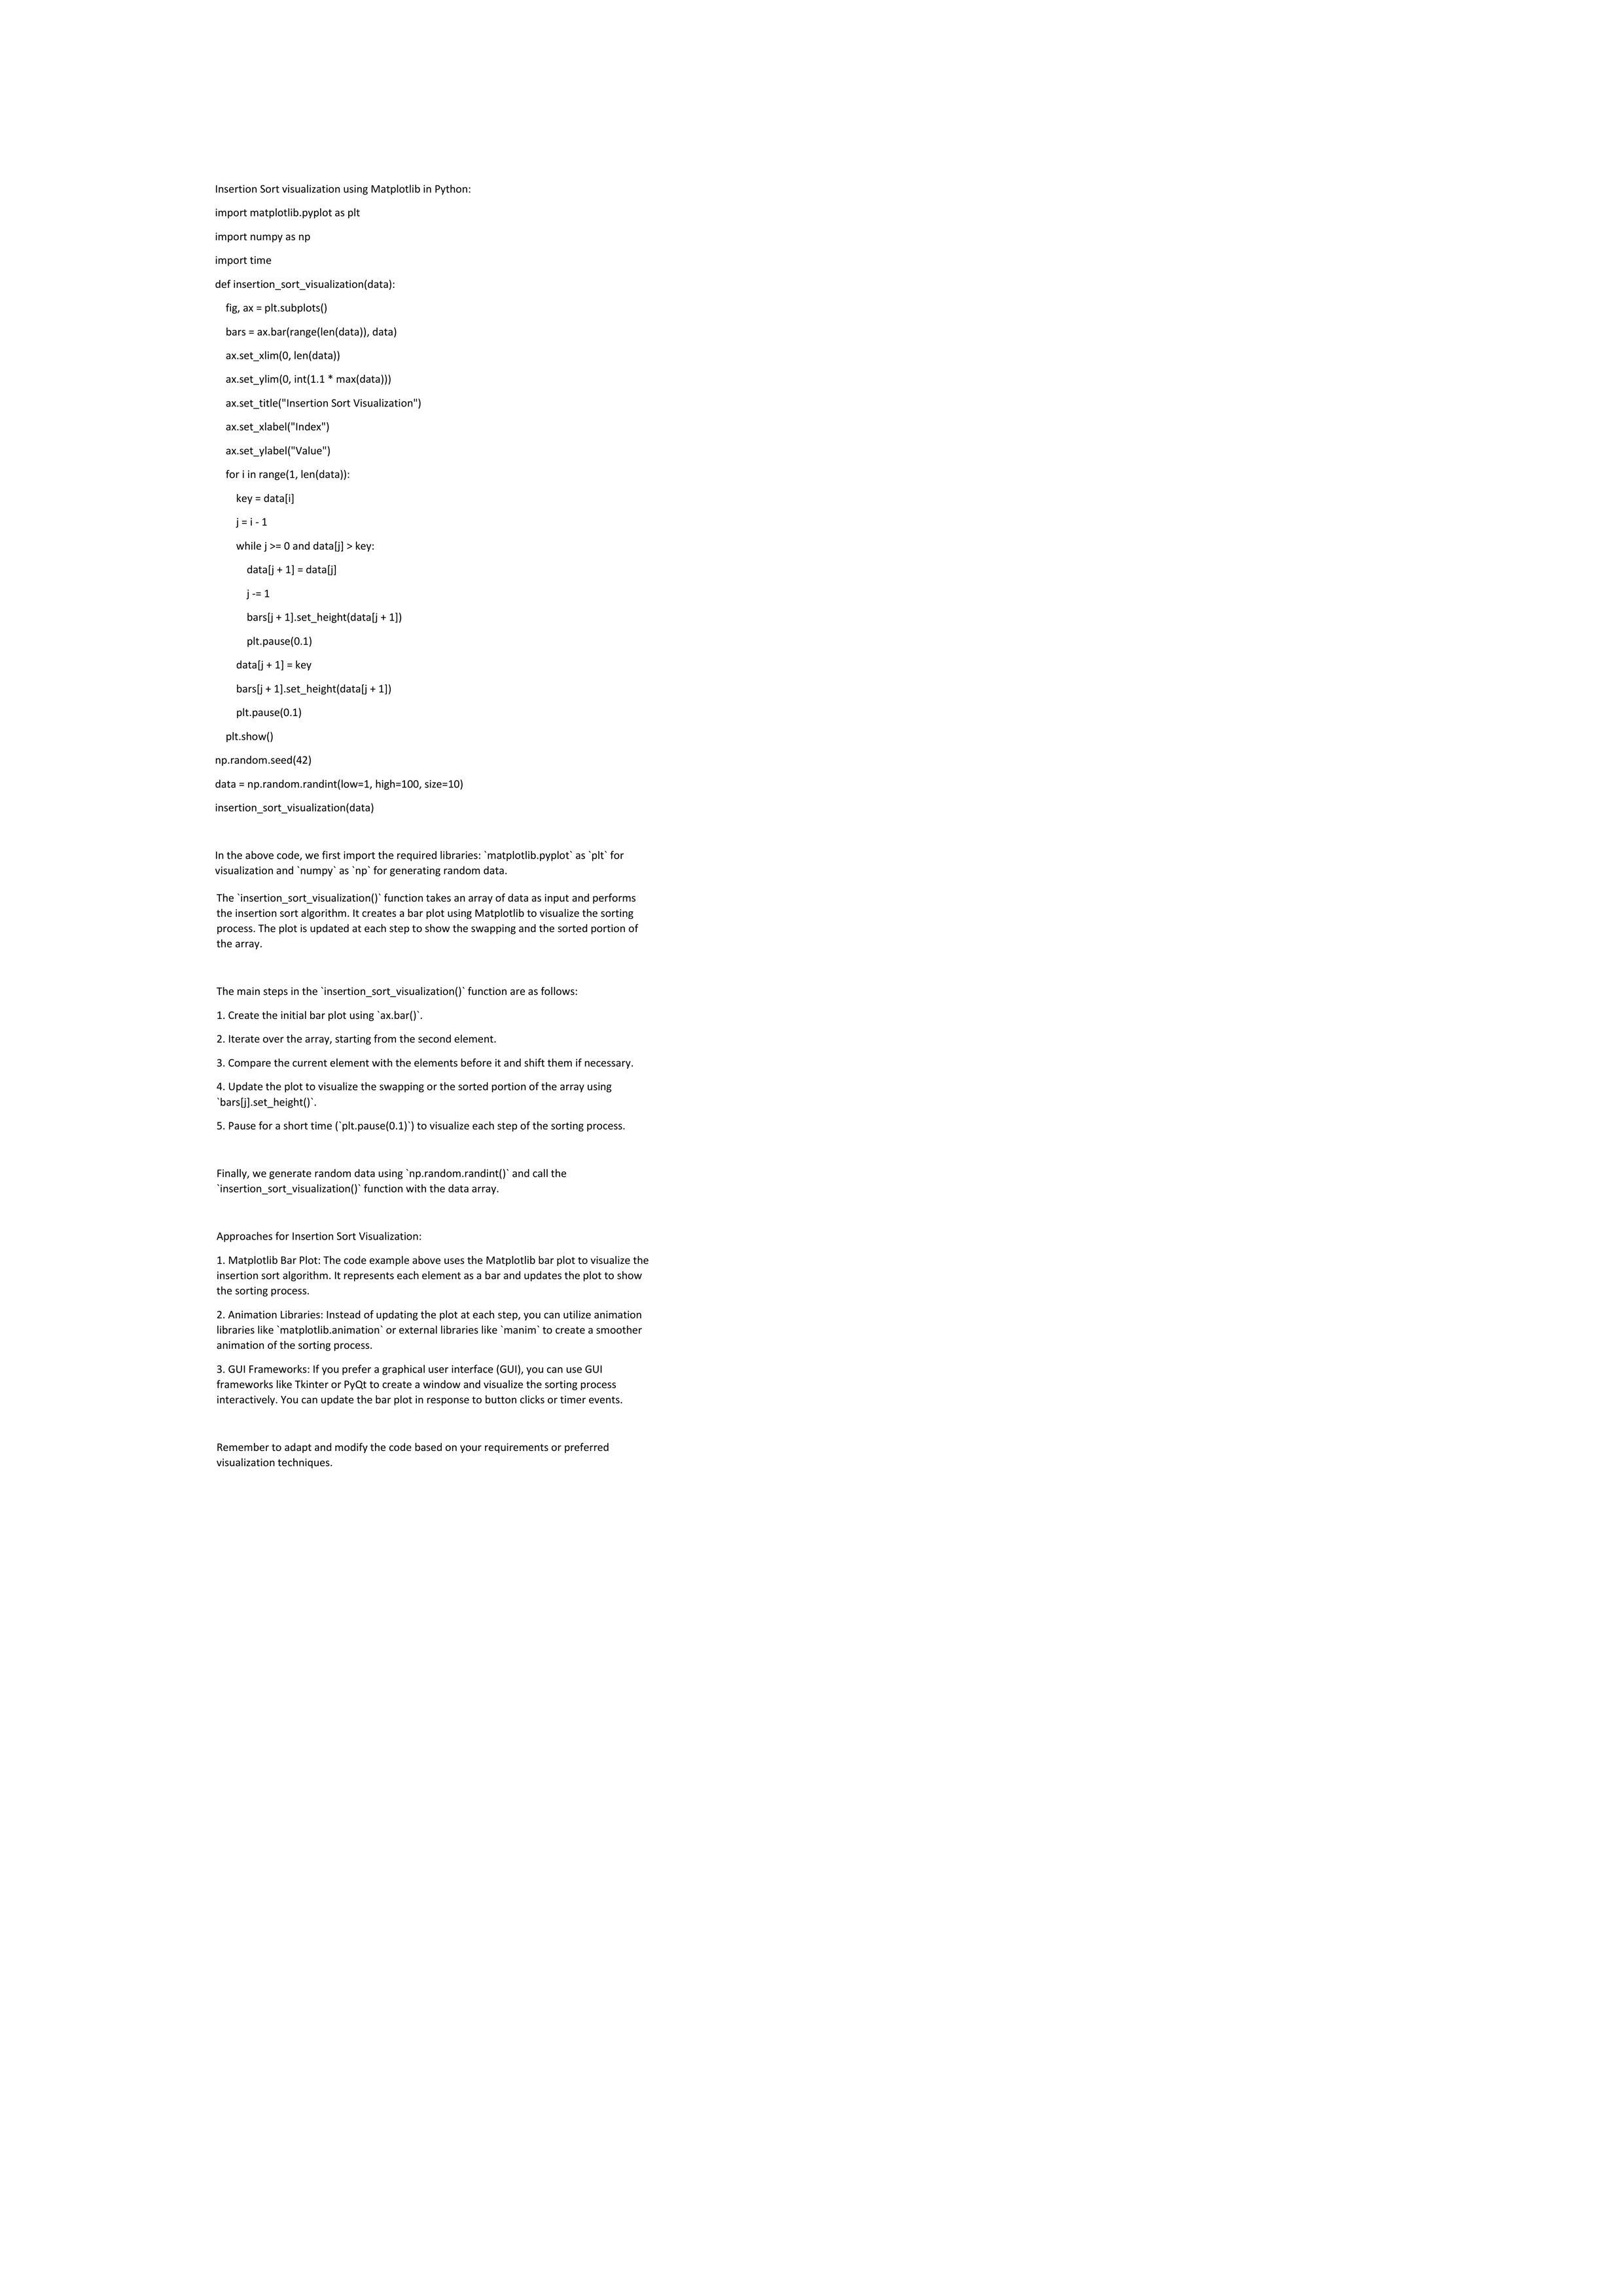 Insertion Sort visualization using Matplotlib in Python:
import matplotlib.pyplot as plt
import numpy as np
import time
def insertion_sort_visualization(data):
    fig, ax = plt.subplots()
    bars = ax.bar(range(len(data)), data)
    ax.set_xlim(0, len(data))
    ax.set_ylim(0, int(1.1 * max(data)))
    ax.set_title("Insertion Sort Visualization")
    ax.set_xlabel("Index")
    ax.set_ylabel("Value")
    for i in range(1, len(data)):
        key = data[i]
        j = i - 1
        while j >= 0 and data[j] > key:
            data[j + 1] = data[j]
            j -= 1
            bars[j + 1].set_height(data[j + 1])
            plt.pause(0.1)
        data[j + 1] = key
        bars[j + 1].set_height(data[j + 1])
        plt.pause(0.1)
    plt.show()
np.random.seed(42)
data = np.random.randint(low=1, high=100, size=10)
insertion_sort_visualization(data)
In the above code, we first import the required libraries: `matplotlib.pyplot` as `plt` for
visualization and `numpy` as `np` for generating random data.
The `insertion_sort_visualization()` function takes an array of data as input and performs
the insertion sort algorithm. It creates a bar plot using Matplotlib to visualize the sorting
process. The plot is updated at each step to show the swapping and the sorted portion of
the array.
The main steps in the `insertion_sort_visualization()` function are as follows:
1. Create the initial bar plot using `ax.bar()`.
2. Iterate over the array, starting from the second element.
3. Compare the current element with the elements before it and shift them if necessary.
4. Update the plot to visualize the swapping or the sorted portion of the array using
`bars[j].set_height()`.
5. Pause for a short time (`plt.pause(0.1)`) to visualize each step of the sorting process.
Finally, we generate random data using `np.random.randint()` and call the
`insertion_sort_visualization()` function with the data array.
Approaches for Insertion Sort Visualization:
1. Matplotlib Bar Plot: The code example above uses the Matplotlib bar plot to visualize the
insertion sort algorithm. It represents each element as a bar and updates the plot to show
the sorting process.
2. Animation Libraries: Instead of updating the plot at each step, you can utilize animation
libraries like `matplotlib.animation` or external libraries like `manim` to create a smoother
animation of the sorting process.
3. GUI Frameworks: If you prefer a graphical user interface (GUI), you can use GUI
frameworks like Tkinter or PyQt to create a window and visualize the sorting process
interactively. You can update the bar plot in response to button clicks or timer events.
Remember to adapt and modify the code based on your requirements or preferred
visualization techniques.